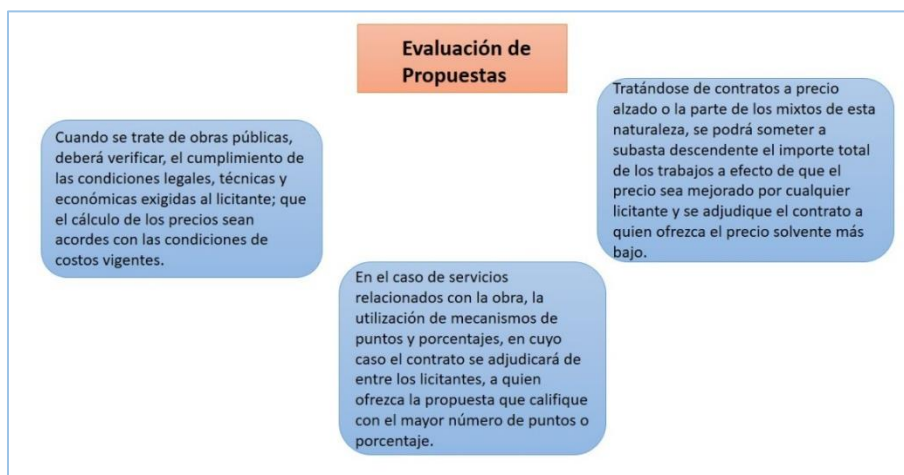 Evaluación de
Propuestas
Cuando se trate de obras públicas,
deberá verificar, el cumplimiento de
las condiciones legales, técnicas y
económicas exigidas al licitante; que
el cálculo de los precios sean
acordes con las condiciones de
costos vigentes.
En el caso de servicios
relacionados con la obra, la
utilización de mecanismos de
puntos y porcentajes, en cuyo
caso el contrato se adjudicará de
entre los licitantes, a quien
ofrezca la propuesta que califique
con el mayor número de puntos o
porcentaje.
Tratándose de contratos a precio
alzado o la parte de los mixtos de esta
naturaleza, se podrá someter a
subasta descendente el importe total
de los trabajos a efecto de que el
precio sea mejorado por cualquier
licitante y se adjudique el contrato a
quien ofrezca el precio solvente más
bajo.